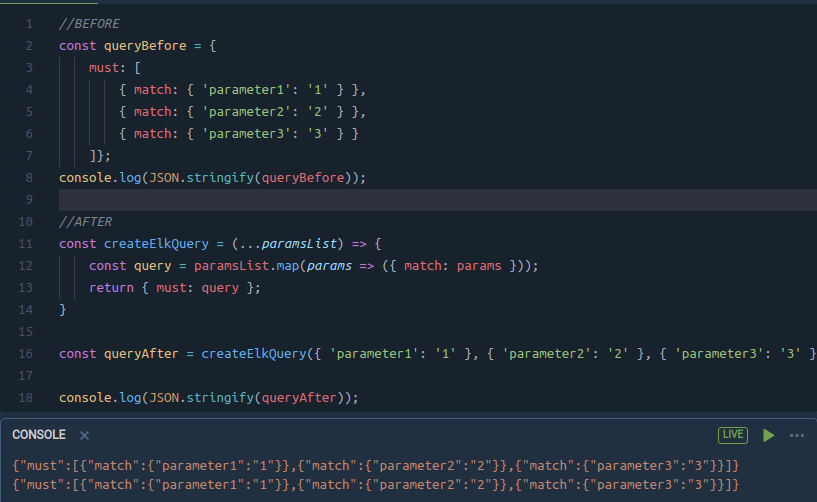 1 //BEFORE
2 const queryBefore = {
3     must: [
4         { match: { 'parameter1': '1' } },
5         { match: { 'parameter2': '2' } },
6         { match: { 'parameter3': '3' } }
7     ]};
8 console.log(JSON.stringify(queryBefore));
9
10 //AFTER
11 const createElkQuery = (...paramsList) => {
12     const query = paramsList.map(params => ({ match: params }));
13     return { must: query };
14 }
15
16 const queryAfter = createElkQuery({ 'parameter1': '1' }, { 'parameter2': '2' }, { 'parameter3': '3' }
17
18 console.log(JSON.stringify(queryAfter));
CONSOLE × LIVE ...
{"must":[{"match":{"parameter1":"1"}},{"match":{"parameter2":"2"}},{"match":{"parameter3":"3"}}]}
{"must":[{"match":{"parameter1":"1"}},{"match":{"parameter2":"2"}},{"match":{"parameter3":"3"}}]}